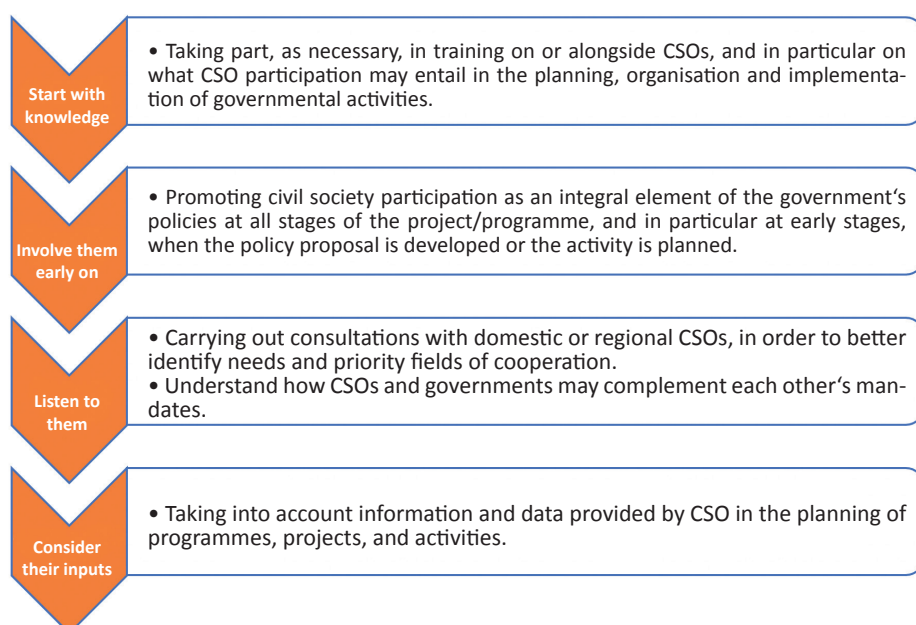 Start with
knowledge
• Taking part, as necessary, in training on or alongside CSOs, and in particular on
what CSO participation may entail in the planning, organisation and implementa-
tion of governmental activities.
Involve them
early on
• Promoting civil society participation as an integral element of the government‘s
policies at all stages of the project/programme, and in particular at early stages,
when the policy proposal is developed or the activity is planned.
Listen to
them
• Carrying out consultations with domestic or regional CSOs, in order to better
identify needs and priority fields of cooperation.
• Understand how CSOs and governments may complement each other‘s man-
dates.
Consider
their inputs
• Taking into account information and data provided by CSO in the planning of
programmes, projects, and activities.